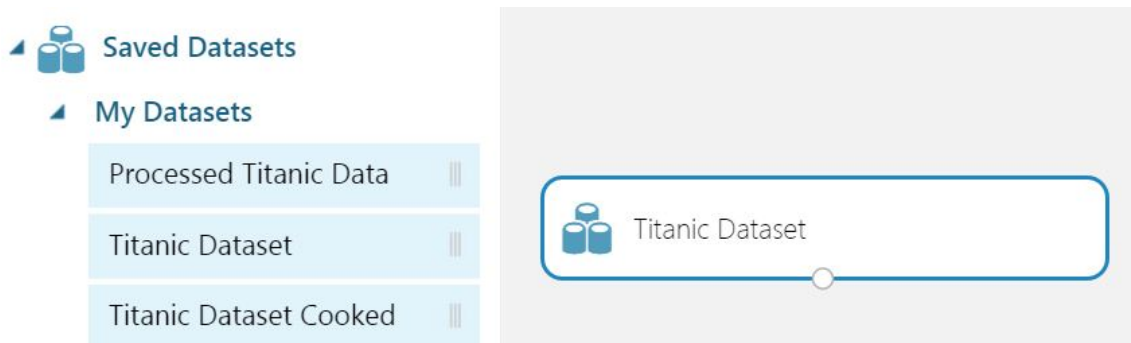 Saved Datasets
My Datasets
Processed Titanic Data
Titanic Dataset
Titanic Dataset Cooked
Titanic Dataset